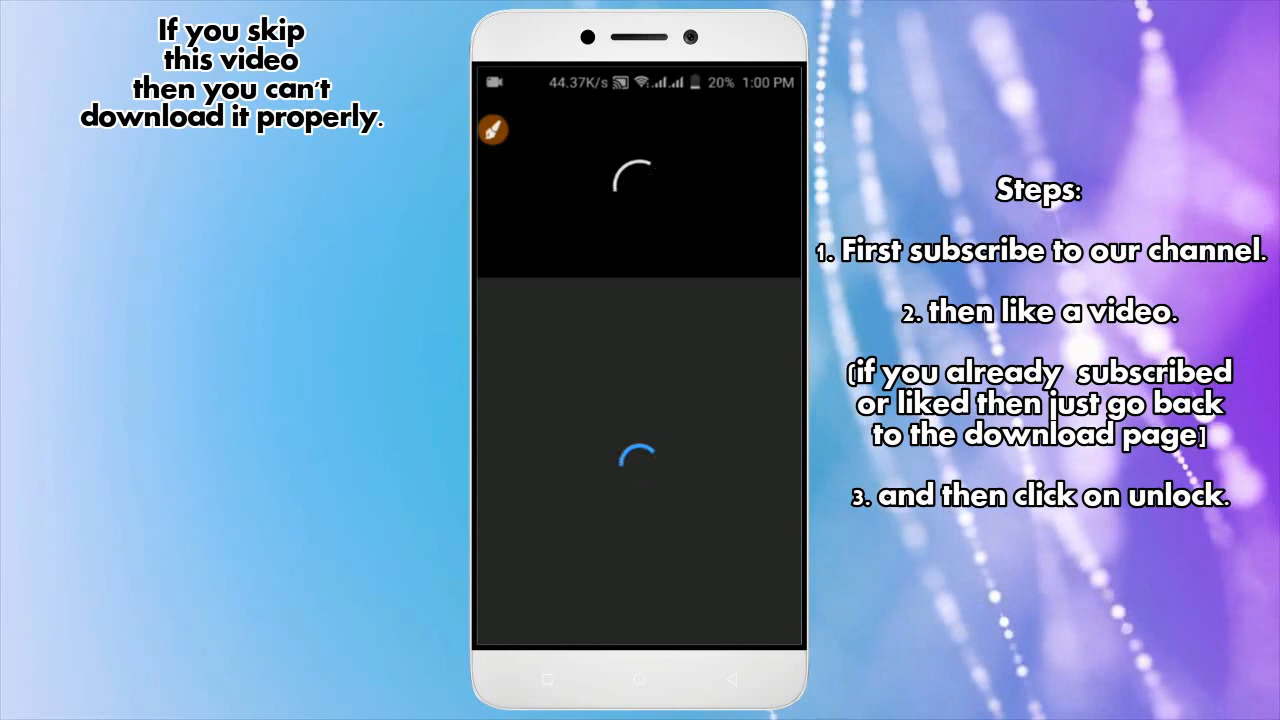 If you skip
this video
then you can't
download it properly.
44.37K/s 20% 1:00 PM
Steps:
1. First subscribe to our channel.
2. then like a video.
(if you already subscribed
or liked then just go back
to the download page]
3. and then click on unlock.